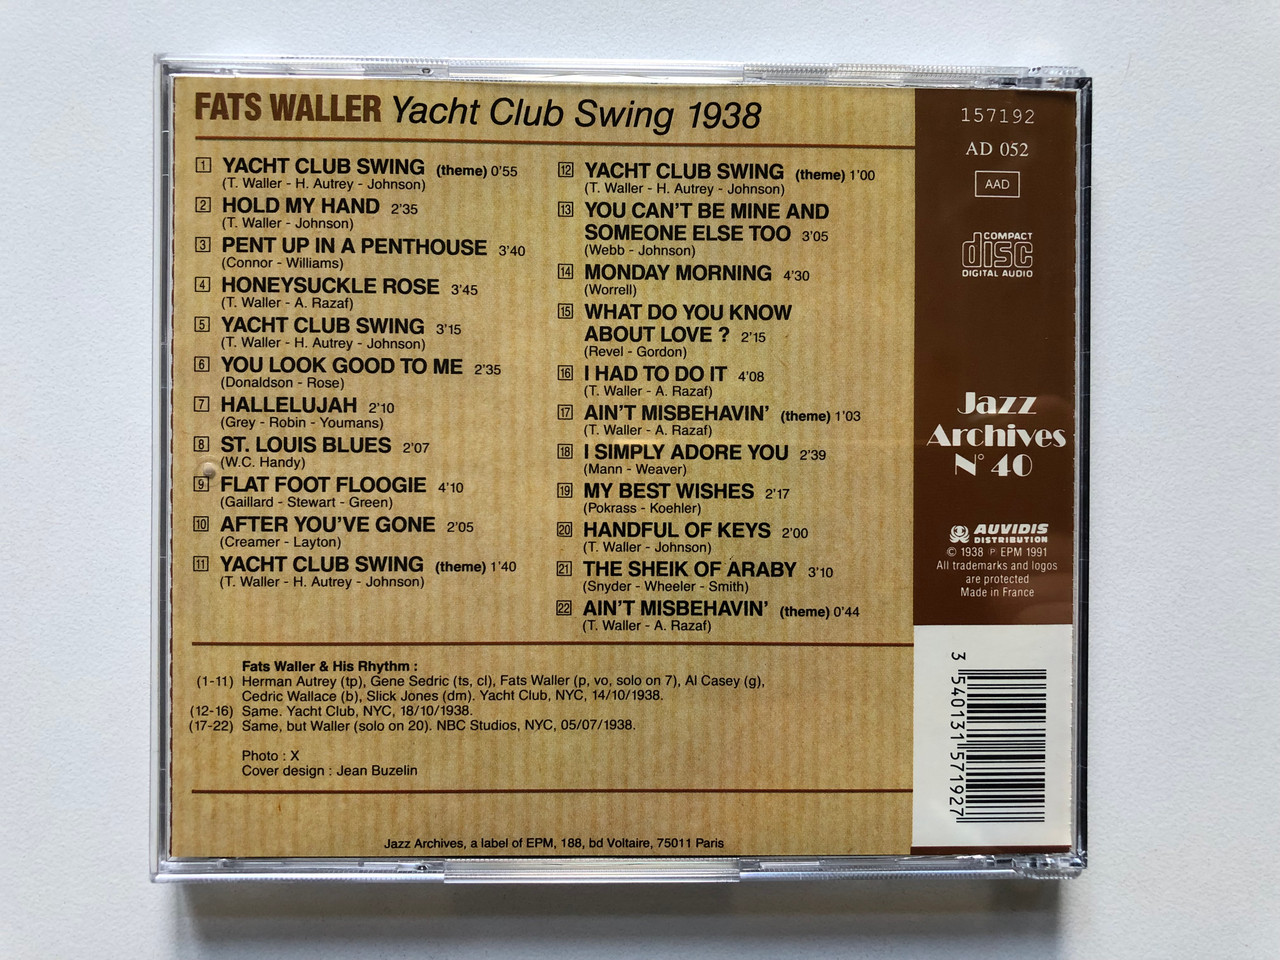 FATS WALLER Yacht Club Swing 1938
1 YACHT CLUB SWING (theme) 0'55
(T. Waller - H. Autrey - Johnson)
2 HOLD MY HAND 2'35
(T. Waller - Johnson)
3 PENT UP IN A PENTHOUSE 3'40
(Connor - Williams)
4 HONEYSUCKLE ROSE 3'45
(T. Waller - A. Razaf)
5 YACHT CLUB SWING 3'15
(T. Waller - H. Autrey - Johnson)
6 YOU LOOK GOOD TO ME 2'35
(Donaldson - Rose)
7 HALLELUJAH 2'10
(Grey - Robin - Youmans)
8 ST. LOUIS BLUES 2'07
(W.C. Handy)
9 FLAT FOOT FLOOGIE 4'10
(Gaillard - Stewart - Green)
10 AFTER YOU'VE GONE 2'05
(Creamer - Layton)
11 YACHT CLUB SWING (theme) 1'40
(T. Waller - H. Autrey - Johnson)
12 YACHT CLUB SWING (theme) 1'00
(T. Waller - H. Autrey - Johnson)
13 YOU CAN'T BE MINE AND
SOMEONE ELSE TOO 3'05
(Webb - Johnson)
14 MONDAY MORNING 4'30
(Worrell)
15 WHAT DO YOU KNOW
ABOUT LOVE ? 2'15
(Revel - Gordon)
16 I HAD TO DO IT 4'08
(T. Waller - A. Razaf)
17 AIN'T MISBEHAVIN' (theme) 1'03
(T. Waller - A. Razaf)
18 I SIMPLY ADORE YOU 2'39
(Mann - Weaver)
19 MY BEST WISHES 2'17
(Pokrass - Koehler)
20 HANDFUL OF KEYS 2'00
(T. Waller - Johnson)
21 THE SHEIK OF ARABY 3'10
(Snyder - Wheeler - Smith)
22 AIN'T MISBEHAVIN' (theme) 0'44
(T. Waller - A. Razaf)
Fats Waller & His Rhythm :
(1-11) Herman Autrey (tp), Gene Sedric (ts, cl), Fats Waller (p, vo, solo on 7), Al Casey (g),
Cedric Wallace (b), Slick Jones (dm). Yacht Club, NYC, 14/10/1938.
(12-16) Same. Yacht Club, NYC, 18/10/1938.
(17-22) Same, but Waller (solo on 20). NBC Studios, NYC, 05/07/1938.
Photo : X
Cover design : Jean Buzelin
Jazz Archives, a label of EPM, 188, bd Voltaire, 75011 Paris
157192
AD 052
AAD
COMPACT
disc
DIGITAL AUDIO
Jazz
Archives
N° 40
AUVIDIS
DISTRIBUTION
© 1938 ℗ EPM 1991
All trademarks and logos
are protected
Made in France
3 540131 571927